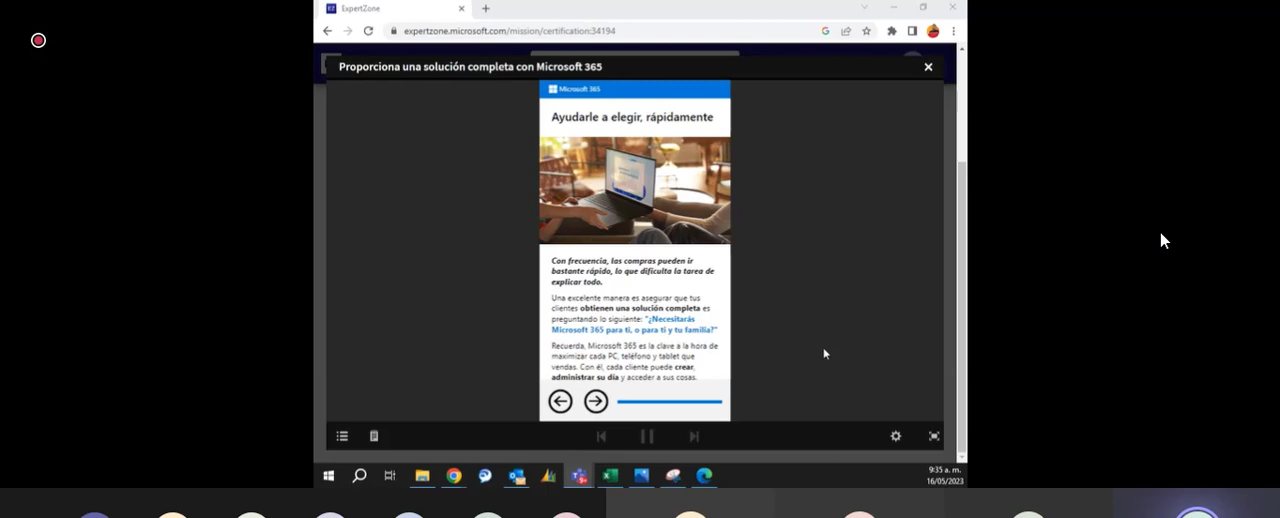 ExpertZone
expertzone.microsoft.com/mission/certification:34194
Proporciona una solución completa con Microsoft 365
Microsoft 365
Ayudarle a elegir, rápidamente
Con frecuencia, las compras pueden ir
bastante rápido, lo que dificulta la tarea de
explicar todo.
Una excelente manera es asegurar que tus
clientes obtienen una solución completa es
preguntando lo siguiente: "¿Necesitarás
Microsoft 365 para ti, o para ti y tu familia?"
Recuerda, Microsoft 365 es la clave a la hora de
maximizar cada PC, teléfono y tablet que
vendas. Con él, cada cliente puede crear,
administrar su día y acceder a sus cosas.
9:35 a. m.
16/05/2023